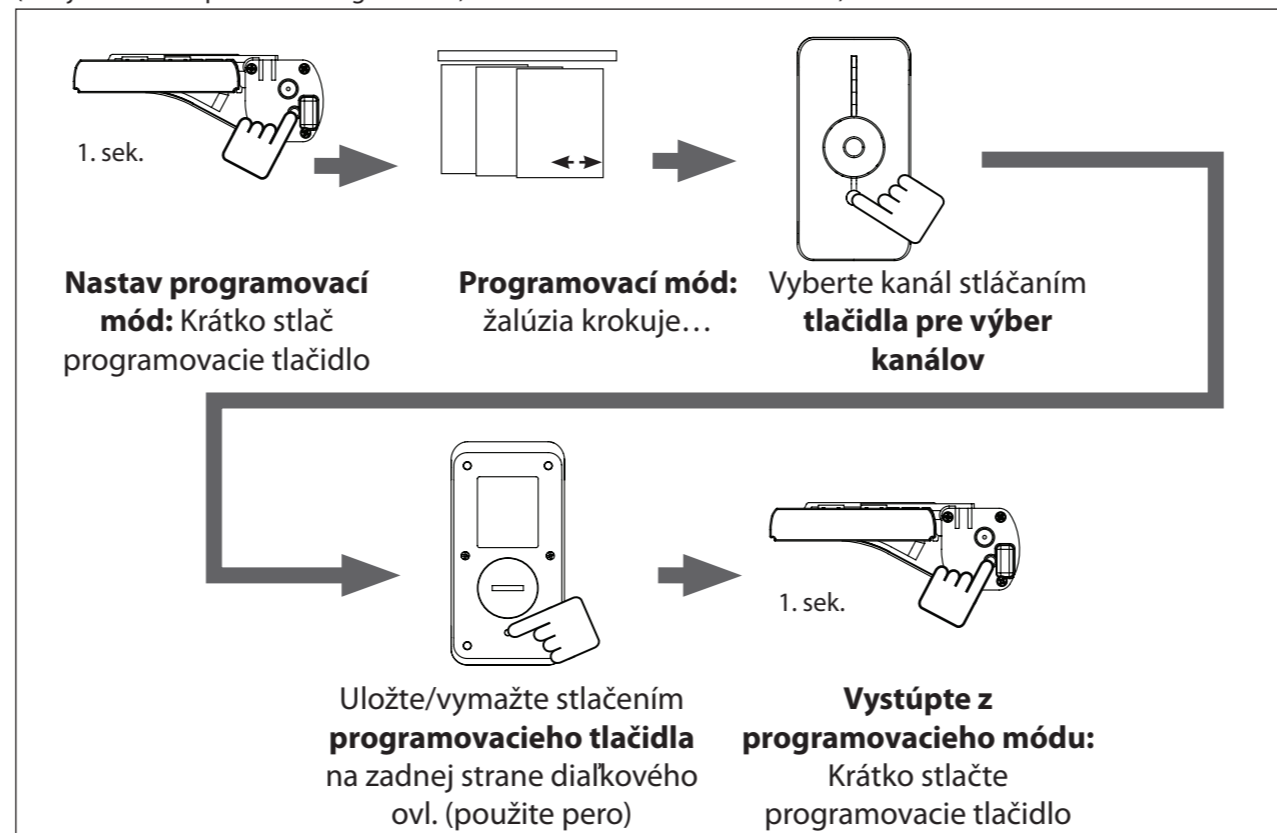 1. sek.
Nastav programovací
mód: Krátko stlač
programovacie tlačidlo
Programovací mód:
žalúzia krokuje…
Vyberte kanál stláčaním
tlačidla pre výber
kanálov
Uložte/vymažte stlačením
programovacieho tlačidla
na zadnej strane diaľkového
ovl. (použite pero)
1. sek.
Vystúpte z
programovacieho módu:
Krátko stlačte
programovacie tlačidlo